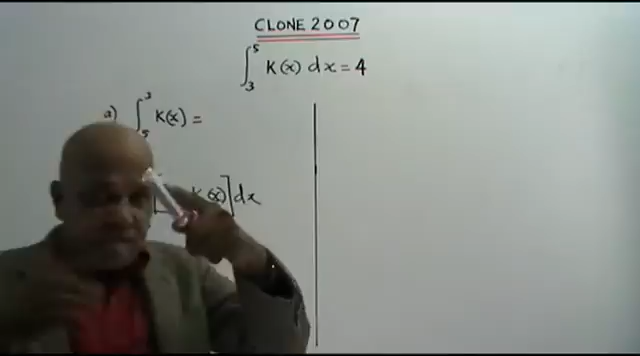 CLONE 2007
∫₃⁵ K(x) dx = 4
a) ∫₅³ K(x) =
K(x)] dx